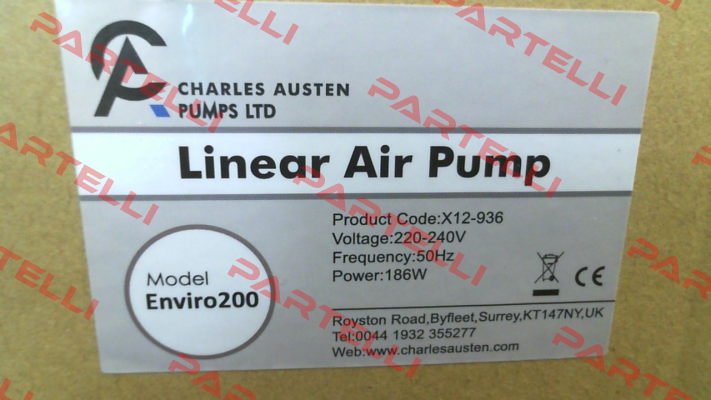 CHARLES AUSTEN
PUMPS LTD
Linear Air Pump
Model
Enviro200
Product Code:X12-936
Voltage:220-240V
Frequency:50Hz
Power:186W
CE
Royston Road,Byfleet,Surrey,KT147NY,UK
Tel:0044 1932 355277
Web:www.charlesausten.com
PARTELLI
PARTELLI
PARTELLI
PARTELLI
PARTELLI
PARTELLI
PARTELLI
PARTELLI